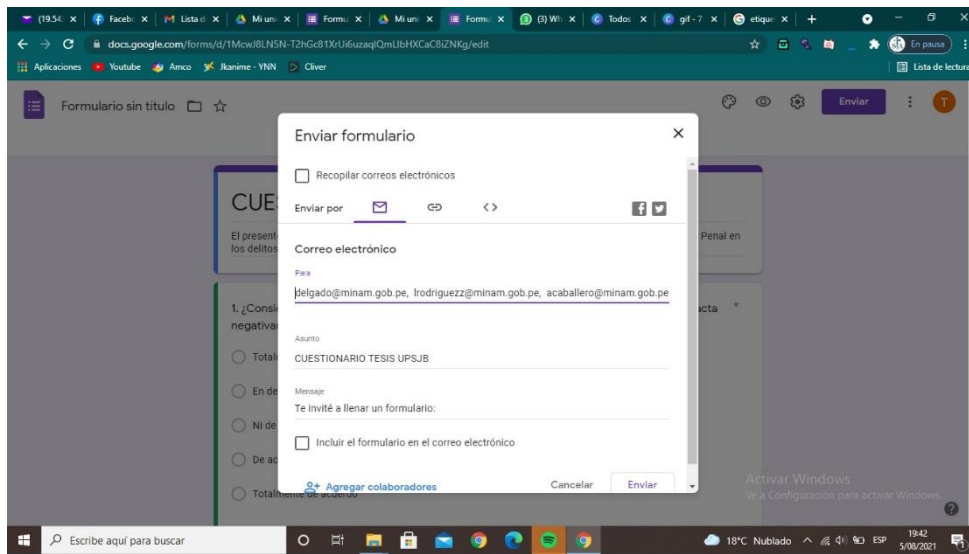 (19.54
Faceb
Lista d
Mi uni
Formu
Mi uni
Formu
(3) Wh
Todos
gif - 7
etique
docs.google.com/forms/d/1McwJ8LN5N-T2hGc81XrUi6uzaqlQmLIbHXCaC8iZNKg/edit
En pausa
Aplicaciones Youtube Amco Jkanime - YNN Cliver Lista de lectura
Formulario sin título Enviar T
Enviar formulario
Recopilar correos electrónicos
CUE
Enviar por
El present Penal en
los delitos
Correo electrónico
Para
delgado@minam.gob.pe, lrodriguezz@minam.gob.pe, acaballero@minam.gob.pe
1. ¿Consi acta *
negativa
Asunto
Total
CUESTIONARIO TESIS UPSJB
En de
Mensaje
Te invité a llenar un formulario:
Ni de
Incluir el formulario en el correo electrónico
De ac
Activar Windows
Agregar colaboradores Cancelar Enviar
Totalmente de acuerdo
Ve a Configuración para activar Windows.
Escribe aquí para buscar
18°C Nublado ESP
19:42
5/08/2021